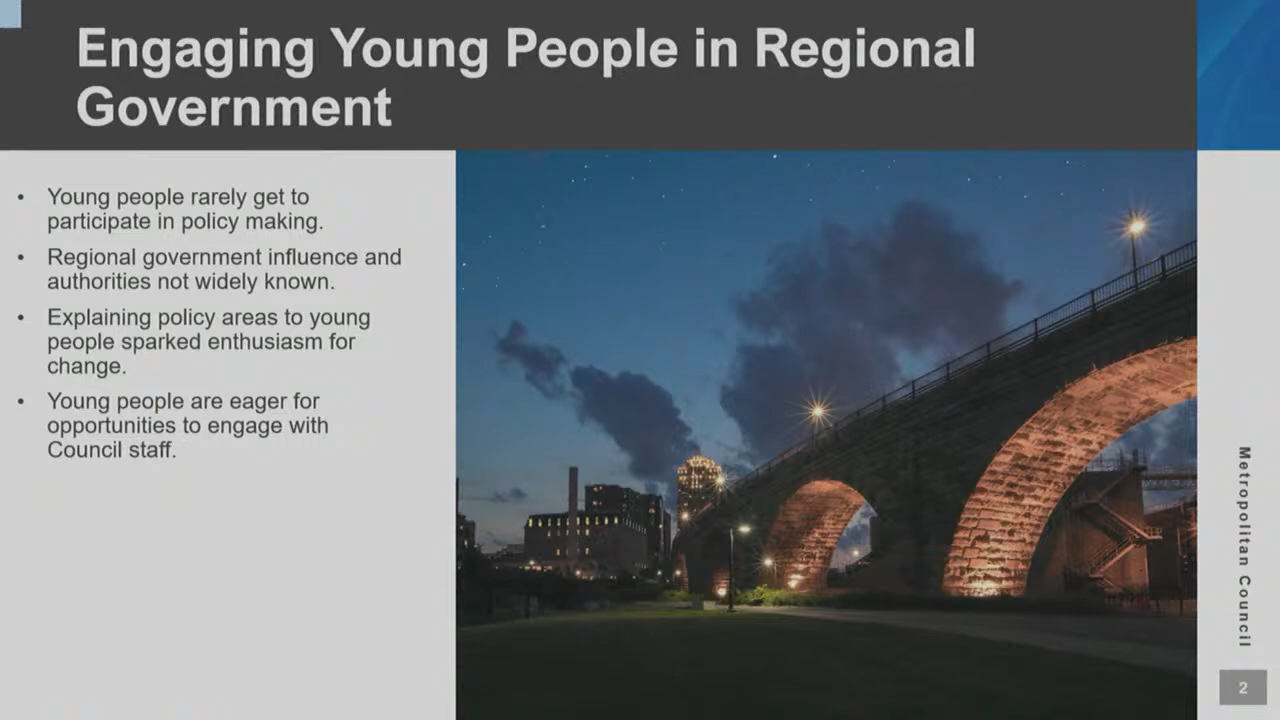 Engaging Young People in Regional
Government
• Young people rarely get to
participate in policy making.
• Regional government influence and
authorities not widely known.
• Explaining policy areas to young
people sparked enthusiasm for
change.
• Young people are eager for
opportunities to engage with
Council staff.
Metropolitan Council
2